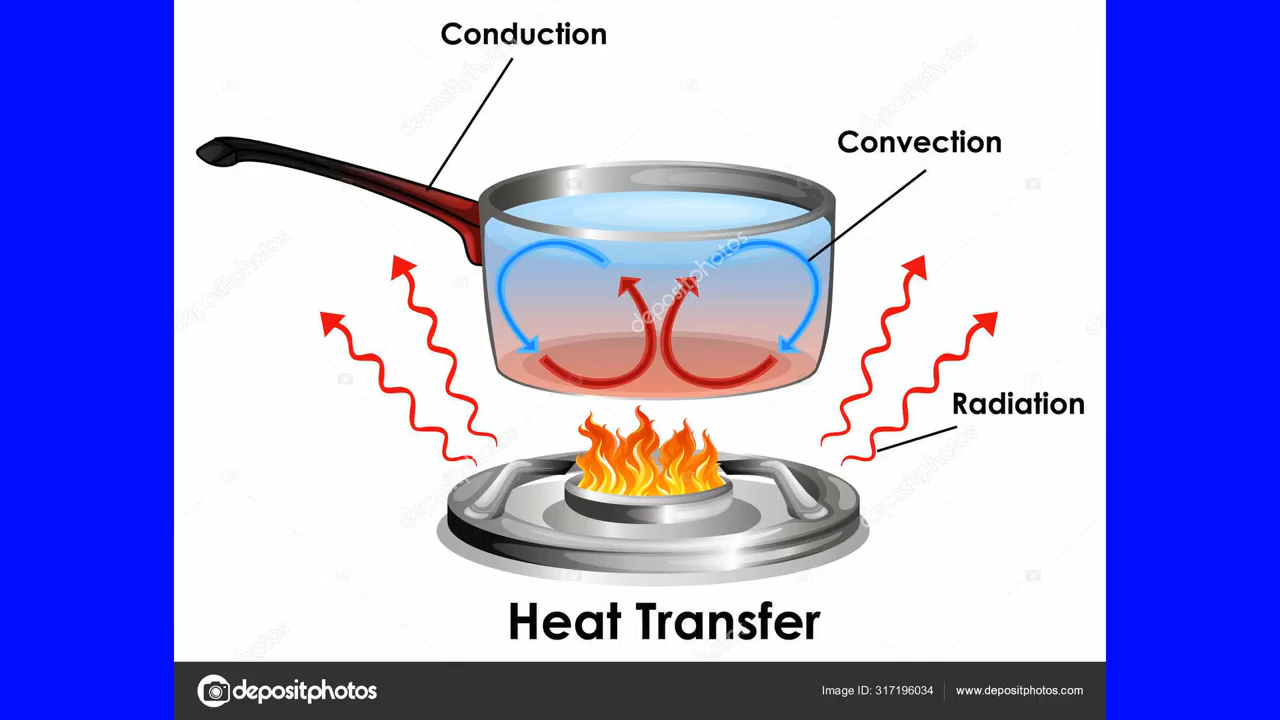 Conduction
Convection
Radiation
Heat Transfer
depositphotos
Image ID: 317196034
www.depositphotos.com